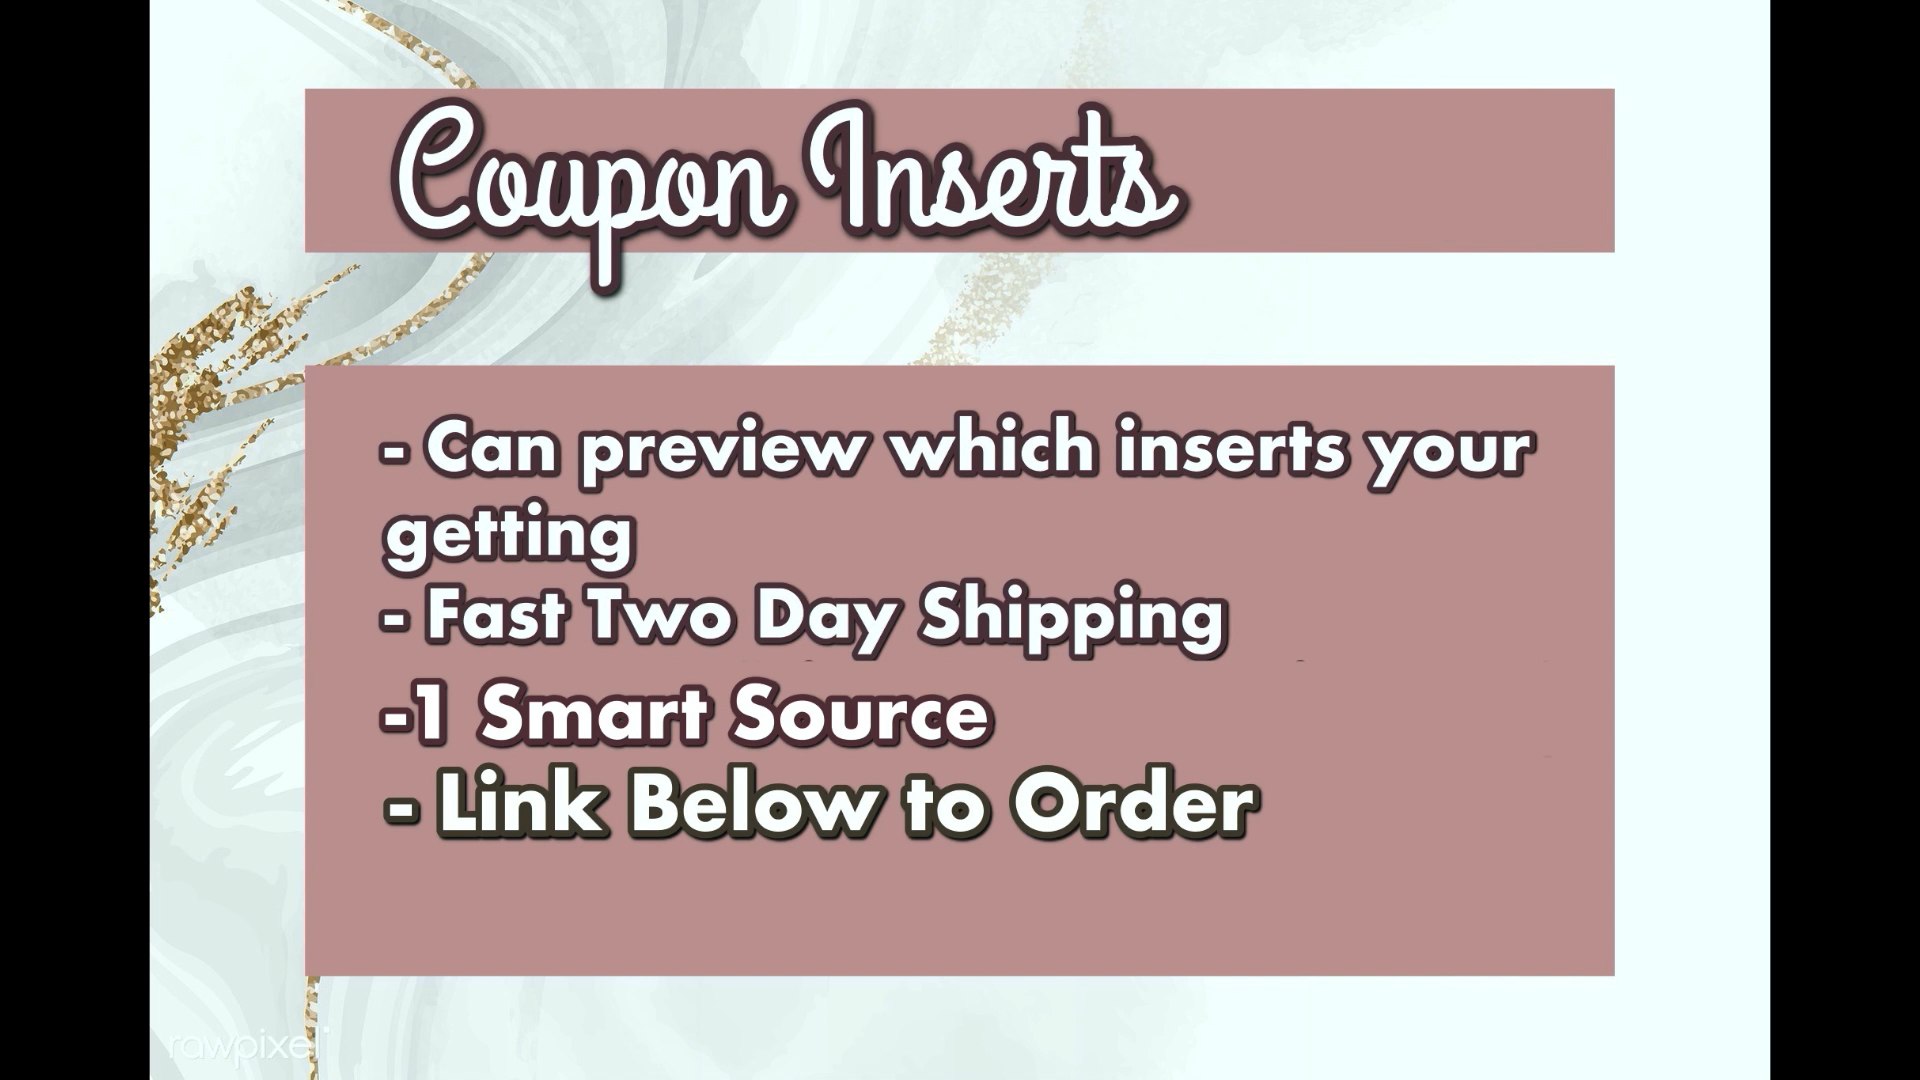 Coupon Inserts
- Can preview which inserts your
getting
- Fast Two Day Shipping
-1 Smart Source
- Link Below to Order
rawpixel